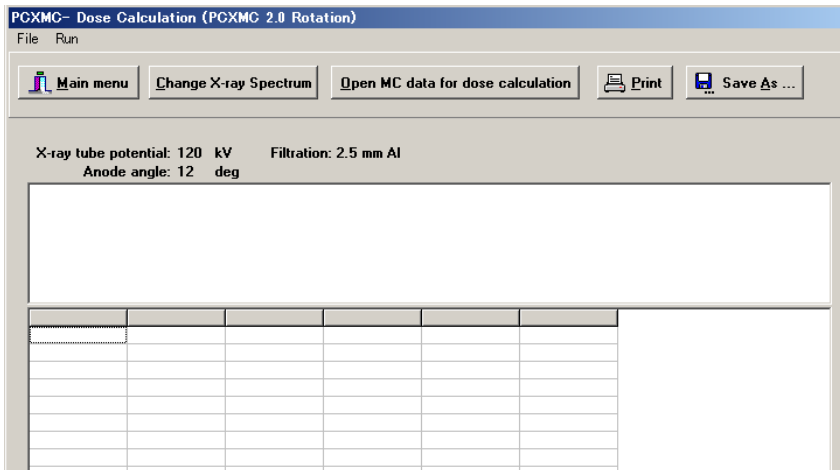 PCXMC- Dose Calculation (PCXMC 2.0 Rotation)
File Run
Main menu Change X-ray Spectrum Open MC data for dose calculation Print Save As ...
X-ray tube potential: 120 kV Filtration: 2.5 mm Al
Anode angle: 12 deg